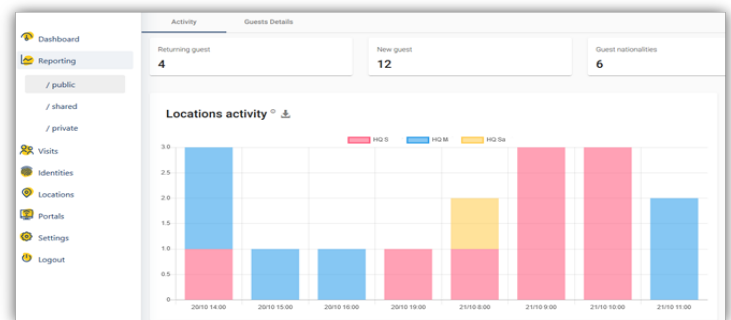 Activity
Guests Details
Dashboard
Reporting
/ public
/ shared
/ private
Visits
Identities
Locations
Portals
Settings
Logout
Returning guest
4
New guest
12
Guest nationalities
6
Locations activity
HQ S
HQ M
HQ Sa
3.0
2.5
2.0
1.5
1.0
0.5
0
20/10 14:00
20/10 15:00
20/10 16:00
20/10 19:00
21/10 8:00
21/10 9:00
21/10 10:00
21/10 11:00